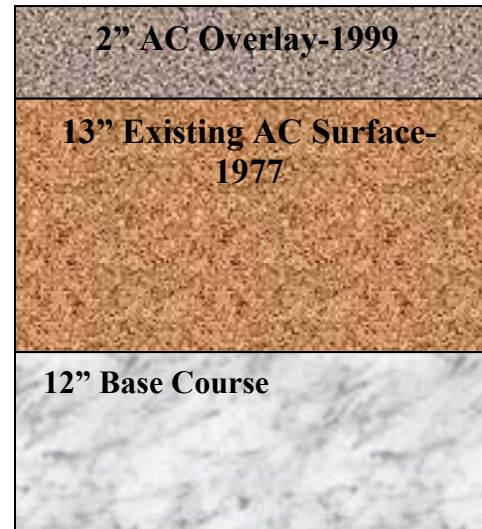 2” AC Overlay-1999
13” Existing AC Surface-
1977
12” Base Course